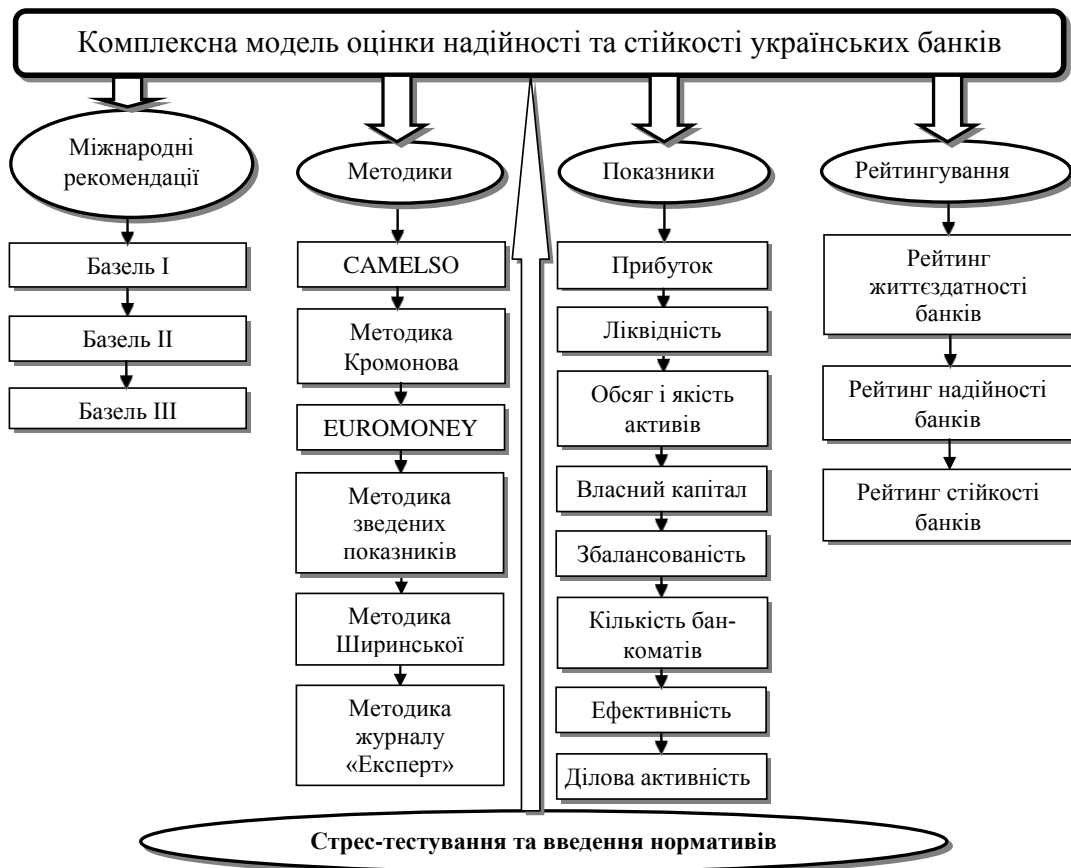 Комплексна модель оцінки надійності та стійкості українських банків
Міжнародні
рекомендації
Базель I
Базель II
Базель III
Методики
CAMELSO
Методика
Кромонова
EUROMONEY
Методика
зведених
показників
Методика
Ширинської
Методика
журналу
«Експерт»
Показники
Прибуток
Ліквідність
Обсяг і якість
активів
Власний капітал
Збалансованість
Кількість бан-
коматів
Ефективність
Ділова активність
Рейтингування
Рейтинг
життєздатності
банків
Рейтинг надійності
банків
Рейтинг стійкості
банків
Стрес-тестування та введення нормативів